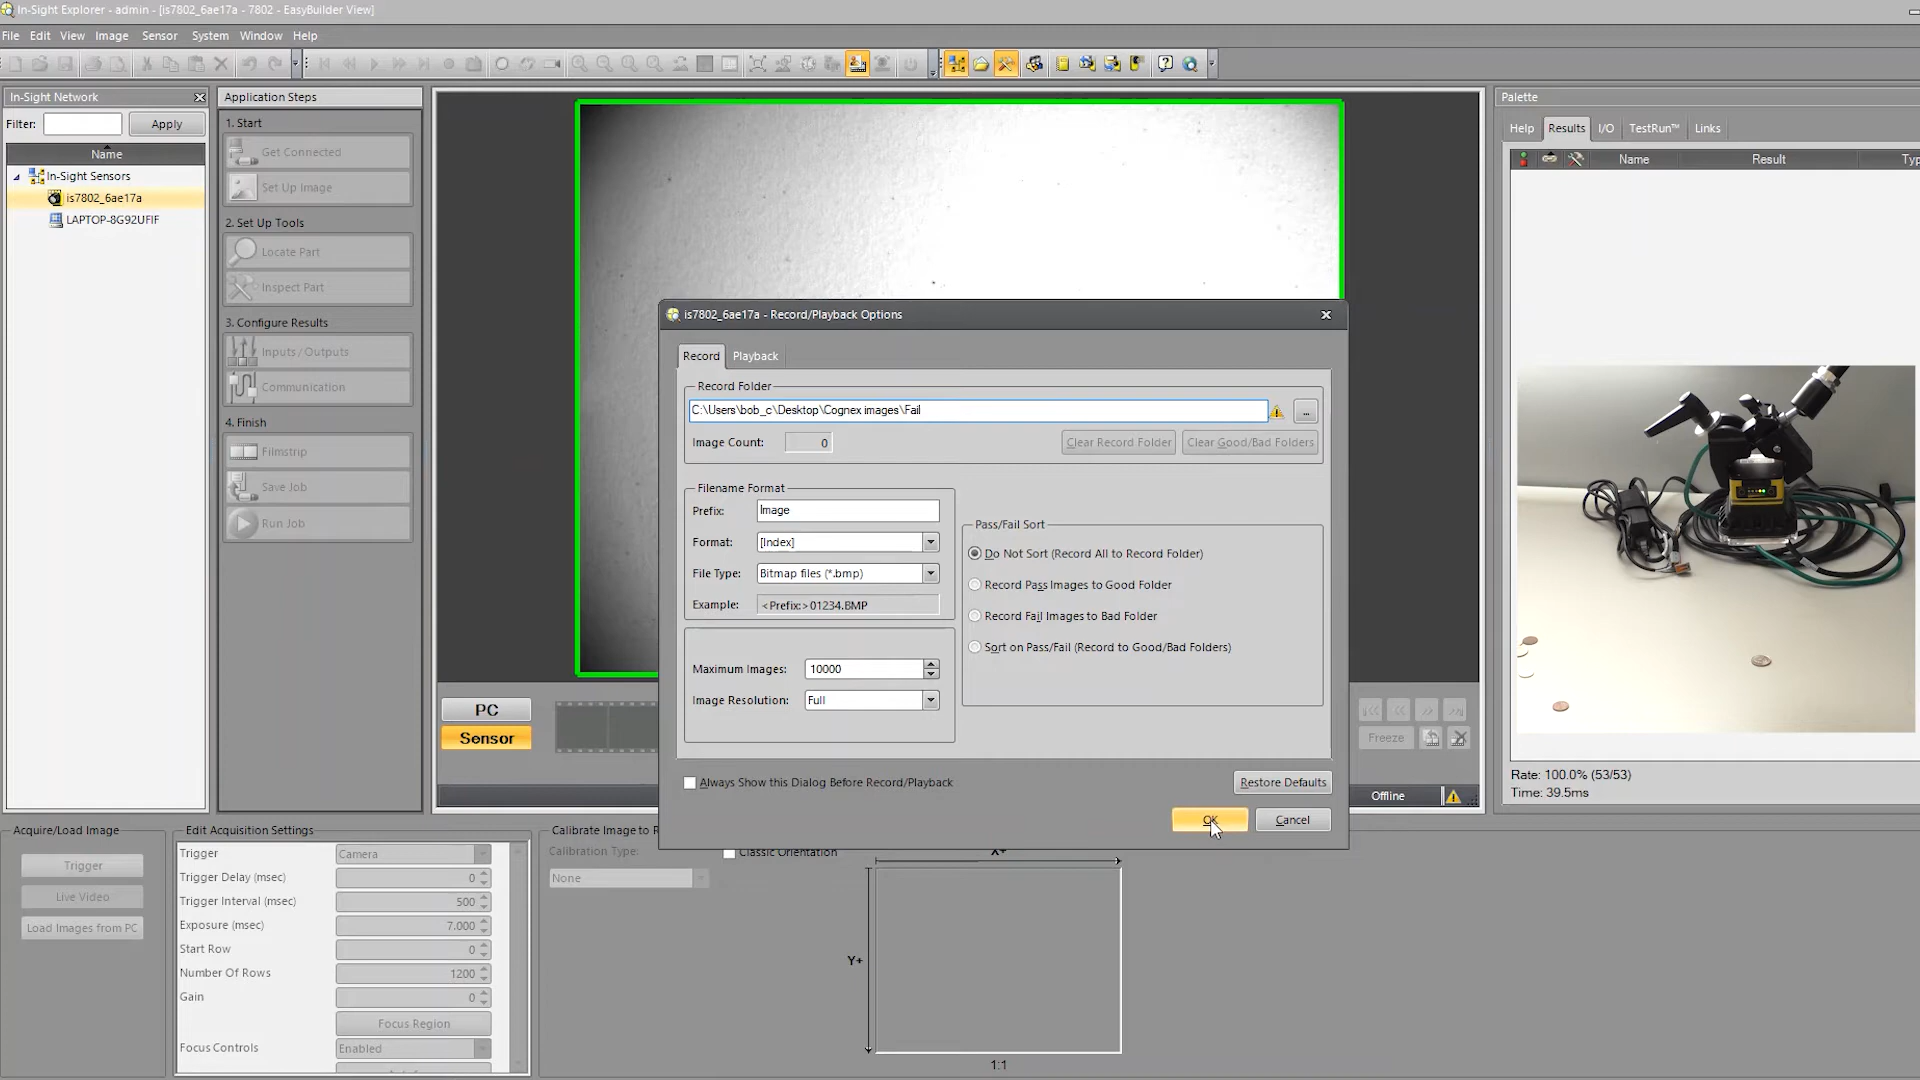 In-Sight Explorer - admin - [is7802_6ae17a - 7802 - EasyBuilder View]
File Edit View Image Sensor System Window Help
In-Sight Network
Filter: Apply
Name
In-Sight Sensors
is7802_6ae17a
LAPTOP-8G92UFIF
Application Steps
1. Start
Get Connected
Set Up Image
2. Set Up Tools
Locate Part
Inspect Part
3. Configure Results
Inputs / Outputs
Communication
4. Finish
Filmstrip
Save Job
Run Job
is7802_6ae17a - Record/Playback Options
Record Playback
Record Folder
C:\Users\bob_c\Desktop\Cognex images\Fail
...
Image Count: 0 Clear Record Folder Clear Good/Bad Folders
Filename Format
Prefix: Image
Format: [Index]
File Type: Bitmap files (*.bmp)
Example: <Prefix:>01234.BMP
Maximum Images: 10000
Image Resolution: Full
Pass/Fail Sort
Do Not Sort (Record All to Record Folder)
Record Pass Images to Good Folder
Record Fail Images to Bad Folder
Sort on Pass/Fail (Record to Good/Bad Folders)
Always Show this Dialog Before Record/Playback
Restore Defaults
OK Cancel
PC
Sensor
Freeze
Offline
Palette
Help Results I/O TestRun™ Links
Name Result Typ
Rate: 100.0% (53/53)
Time: 39.5ms
Acquire/Load Image
Trigger
Live Video
Load Images from PC
Edit Acquisition Settings
Trigger Camera
Trigger Delay (msec) 0
Trigger Interval (msec) 500
Exposure (msec) 7.000
Start Row 0
Number Of Rows 1200
Gain 0
Focus Region
Focus Controls Enabled
Calibrate Image to R
Calibration Type: Classic Orientation
None
X+
Y+
1:1